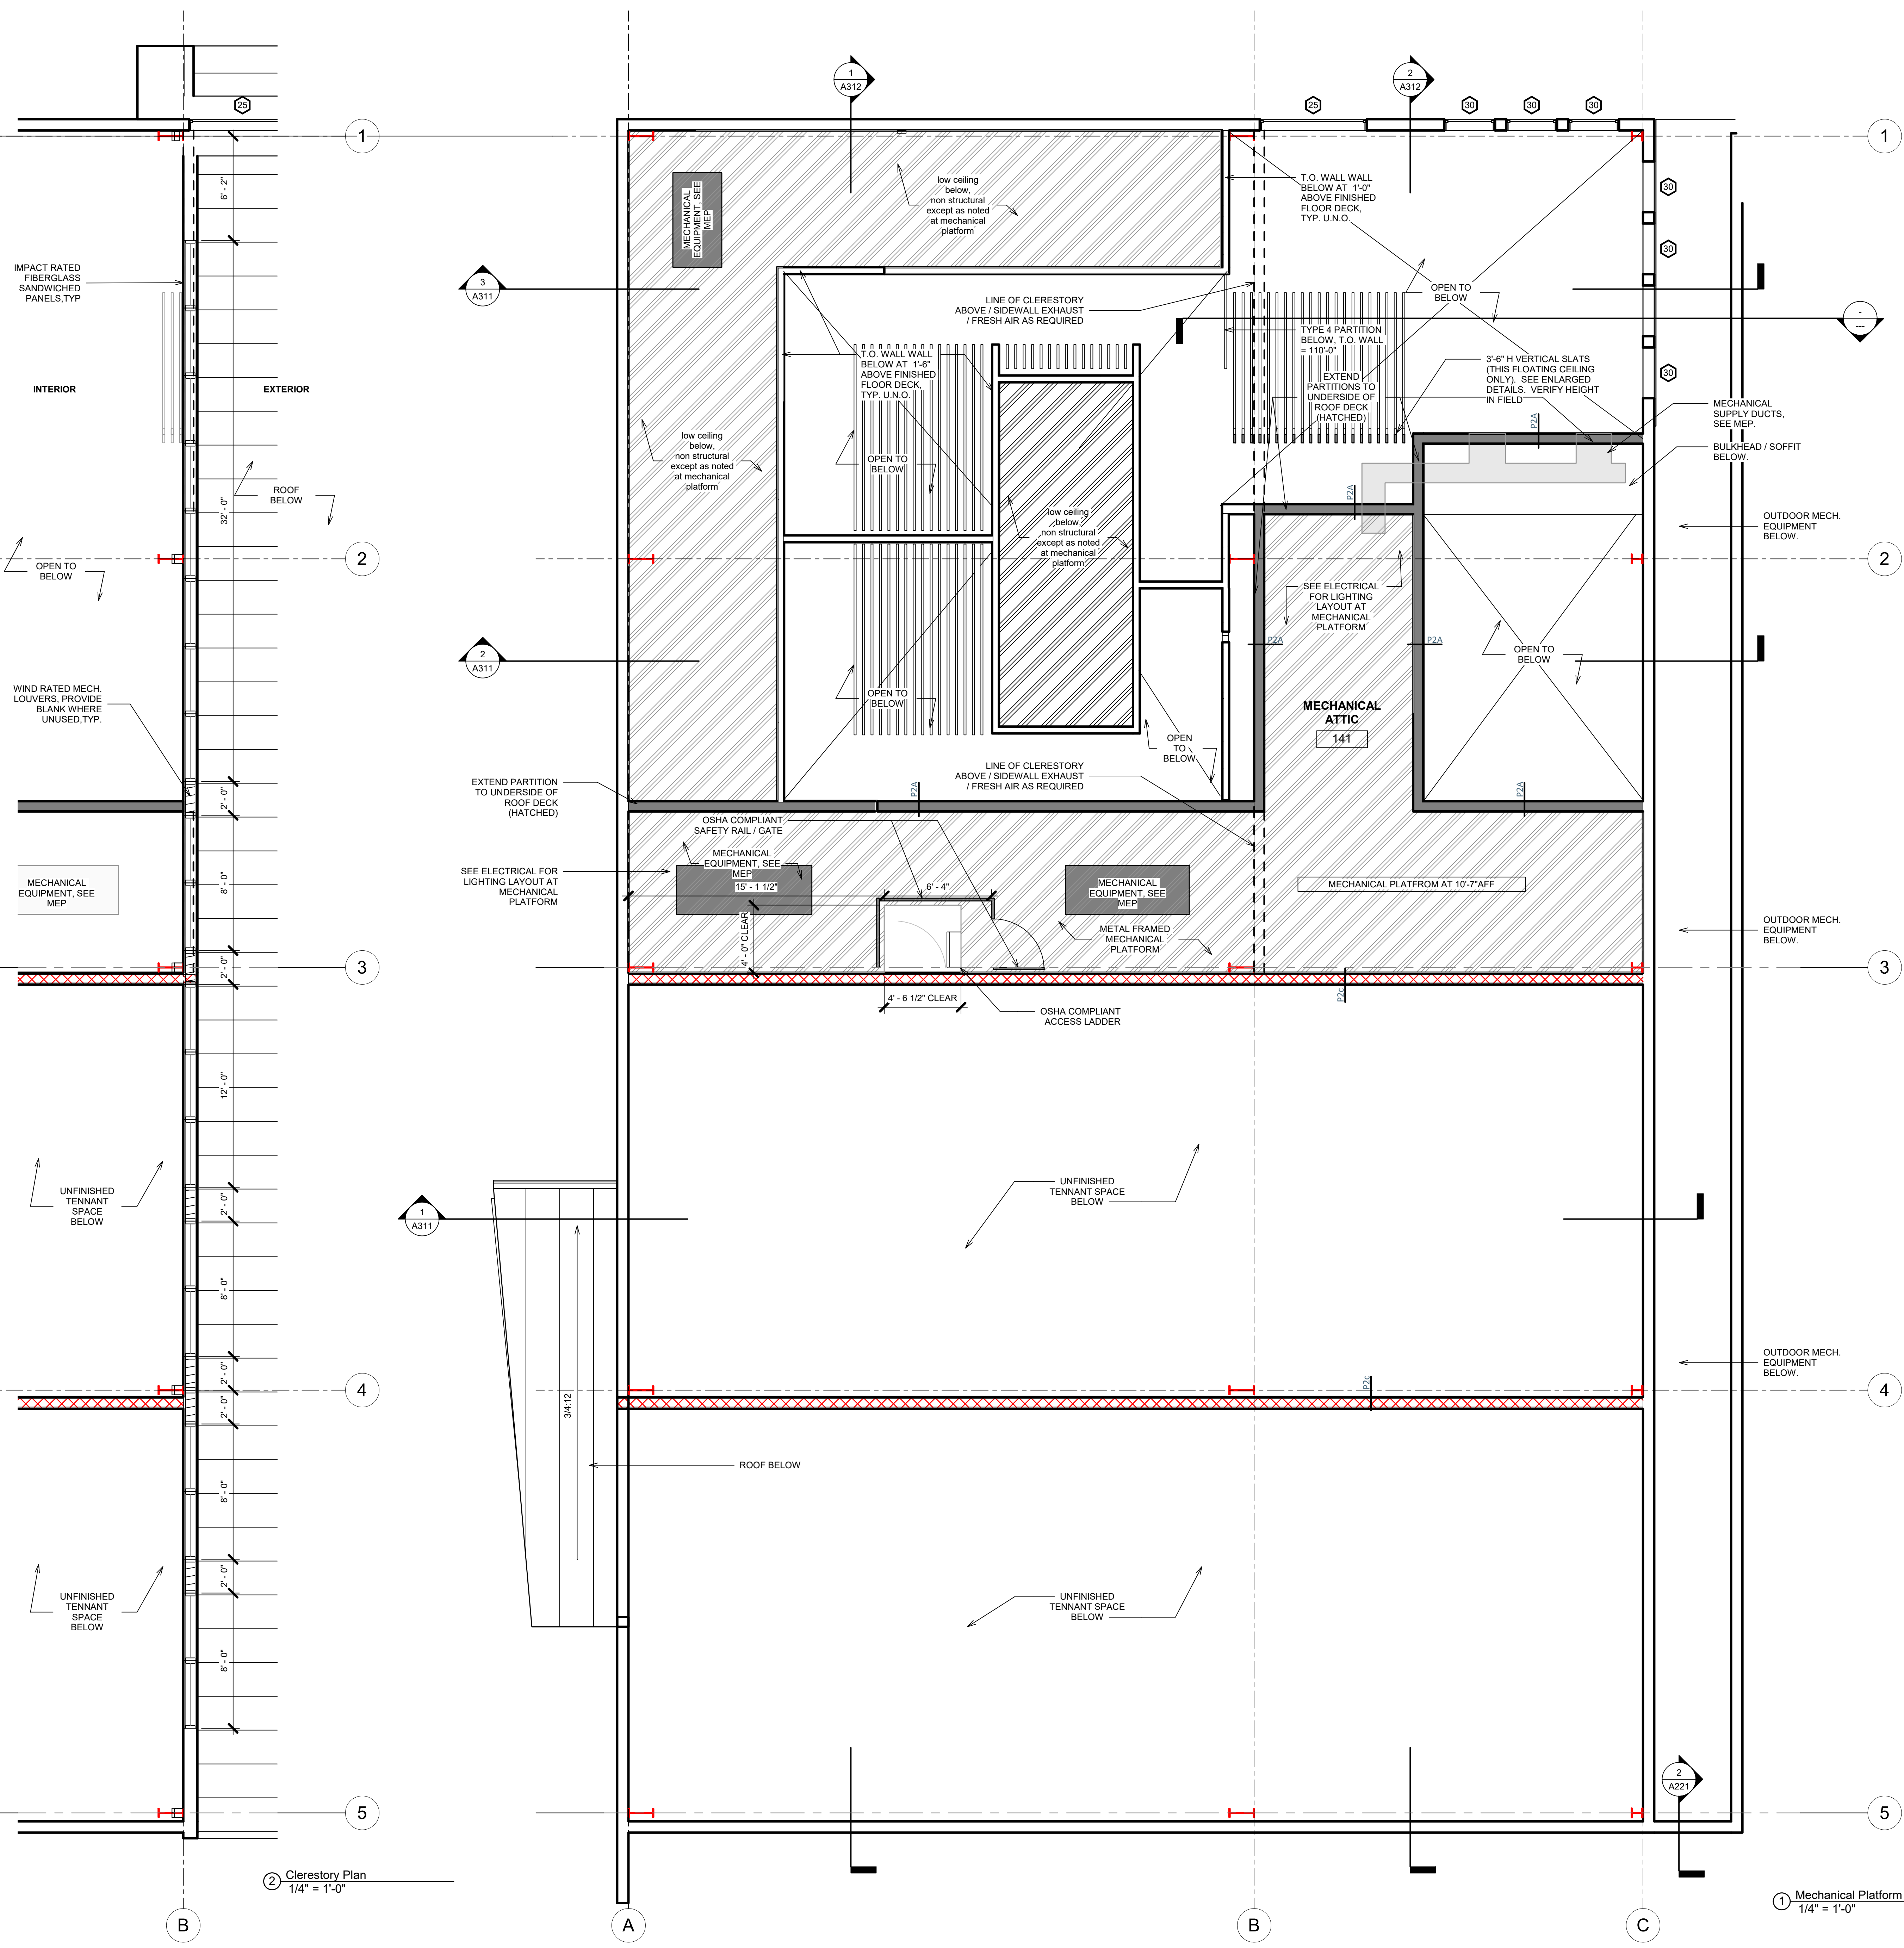 25
1
6' - 2"
IMPACT RATED
FIBERGLASS
SANDWICHED
PANELS,TYP
INTERIOR
EXTERIOR
ROOF
BELOW
32' - 0"
OPEN TO
BELOW
2
WIND RATED MECH.
LOUVERS, PROVIDE
BLANK WHERE
UNUSED,TYP.
2' - 0"
8' - 0"
MECHANICAL
EQUIPMENT, SEE
MEP
2' - 0"
3
12' - 0"
UNFINISHED
TENNANT
SPACE
BELOW
2' - 0"
8' - 0"
2' - 0"
4
2' - 0"
8' - 0"
2' - 0"
UNFINISHED
TENNANT
SPACE
BELOW
8' - 0"
5
2
Clerestory Plan
1/4" = 1'-0"
B
1
A312
2
A312
25
30
30
30
1
MECHANICAL
EQUIPMENT, SEE
MEP
low ceiling
below,
non structural
except as noted
at mechanical
platform
T.O. WALL WALL
BELOW AT 1'-0"
ABOVE FINISHED
FLOOR DECK,
TYP. U.N.O.
30
30
30
3
A311
LINE OF CLERESTORY
ABOVE / SIDEWALL EXHAUST
/ FRESH AIR AS REQUIRED
OPEN TO
BELOW
-
---
TYPE 4 PARTITION
BELOW, T.O. WALL
= 110'-0"
T.O. WALL WALL
BELOW AT 1'-6"
ABOVE FINISHED
FLOOR DECK,
TYP. U.N.O.
3'-6" H VERTICAL SLATS
(THIS FLOATING CEILING
ONLY). SEE ENLARGED
DETAILS. VERIFY HEIGHT
IN FIELD
EXTEND
PARTITIONS TO
UNDERSIDE OF
ROOF DECK
(HATCHED)
MECHANICAL
SUPPLY DUCTS,
SEE MEP.
P2A
BULKHEAD / SOFFIT
BELOW.
low ceiling
below,
non structural
except as noted
at mechanical
platform
OPEN TO
BELOW
P2A
low ceiling
below,
non structural
except as noted
at mechanical
platform
OUTDOOR MECH.
EQUIPMENT
BELOW.
2
SEE ELECTRICAL
FOR LIGHTING
LAYOUT AT
MECHANICAL
PLATFORM
P2A
P2A
2
A311
OPEN TO
BELOW
OPEN TO
BELOW
MECHANICAL
ATTIC
141
OPEN
TO
BELOW
LINE OF CLERESTORY
ABOVE / SIDEWALL EXHAUST
/ FRESH AIR AS REQUIRED
EXTEND PARTITION
TO UNDERSIDE OF
ROOF DECK
(HATCHED)
P2A
P2A
OSHA COMPLIANT
SAFETY RAIL / GATE
SEE ELECTRICAL FOR
LIGHTING LAYOUT AT
MECHANICAL
PLATFORM
MECHANICAL
EQUIPMENT, SEE
MEP
15' - 1 1/2"
6' - 4"
MECHANICAL
EQUIPMENT, SEE
MEP
MECHANICAL PLATFROM AT 10'-7"AFF
4' - 0" CLEAR
METAL FRAMED
MECHANICAL
PLATFORM
OUTDOOR MECH.
EQUIPMENT
BELOW.
3
4' - 6 1/2" CLEAR
OSHA COMPLIANT
ACCESS LADDER
P2c
UNFINISHED
TENNANT SPACE
BELOW
1
A311
OUTDOOR MECH.
EQUIPMENT
BELOW.
P2c
4
3/4:12
ROOF BELOW
UNFINISHED
TENNANT SPACE
BELOW
2
A221
5
1
Mechanical Platform
1/4" = 1'-0"
A
B
C